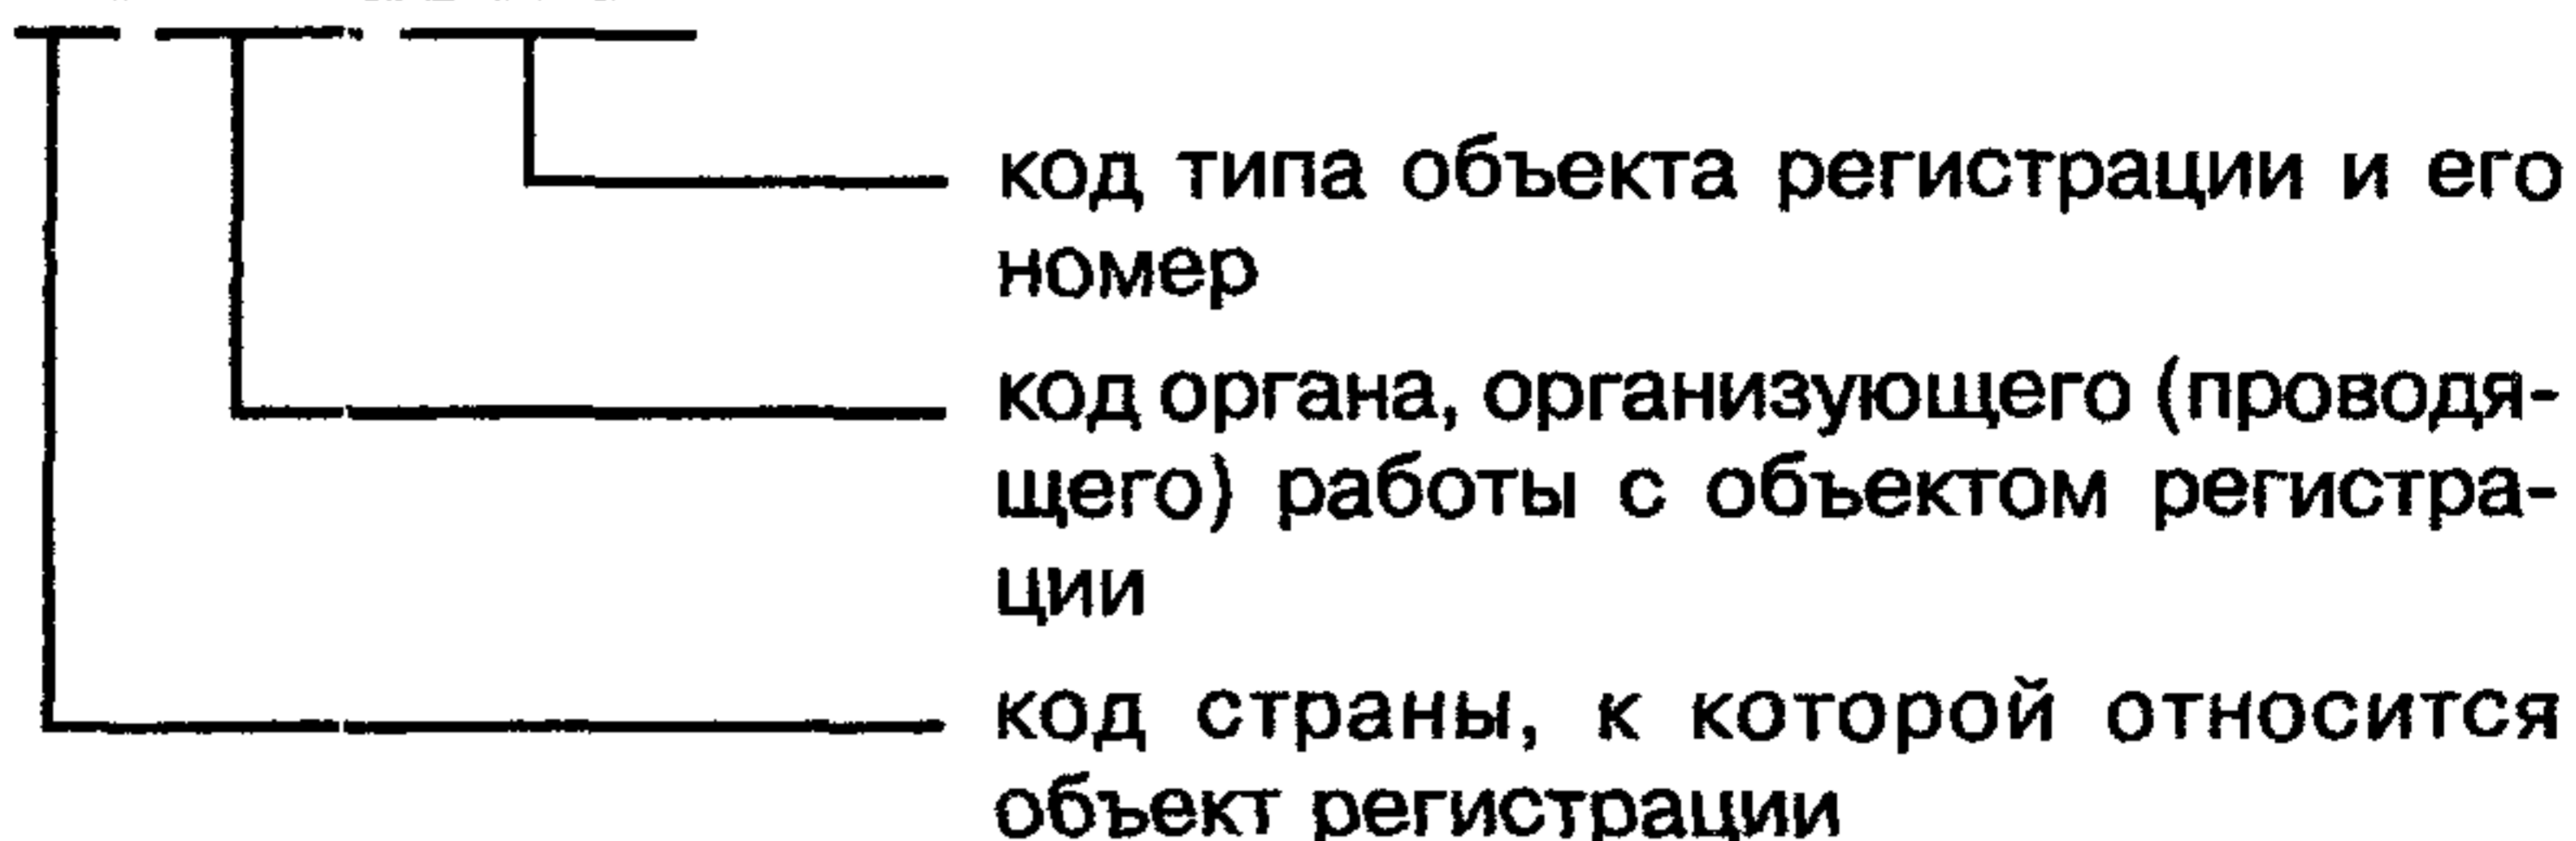 код типа объекта регистрации и его
номер
код органа, организующего (проводя-
щего) работы с объектом регистра-
ции
код страны, к которой относится
объект регистрации